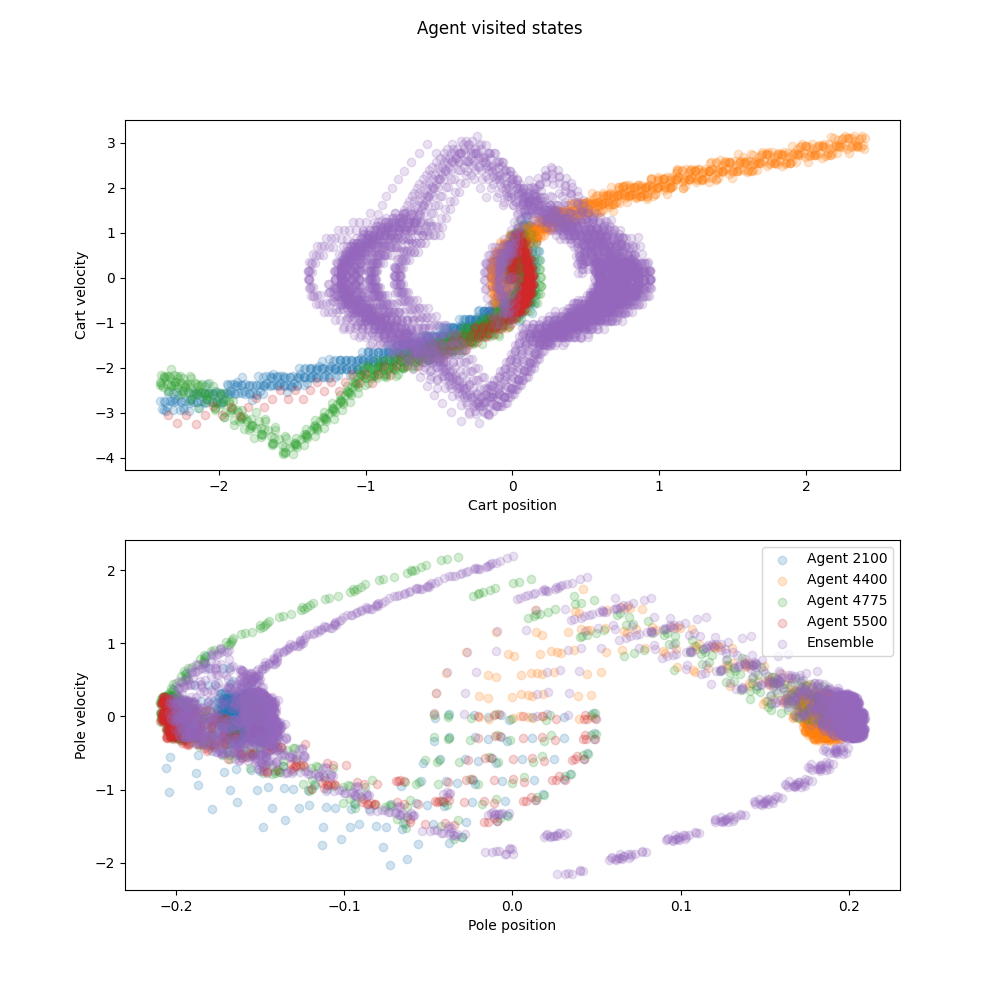 Agent visited states
3
2
1
0
−1
−2
−3
−4
Cart velocity
−2
−1
0
1
2
Cart position
2
1
0
−1
−2
Pole velocity
Agent 2100
Agent 4400
Agent 4775
Agent 5500
Ensemble
−0.2
−0.1
0.0
0.1
0.2
Pole position